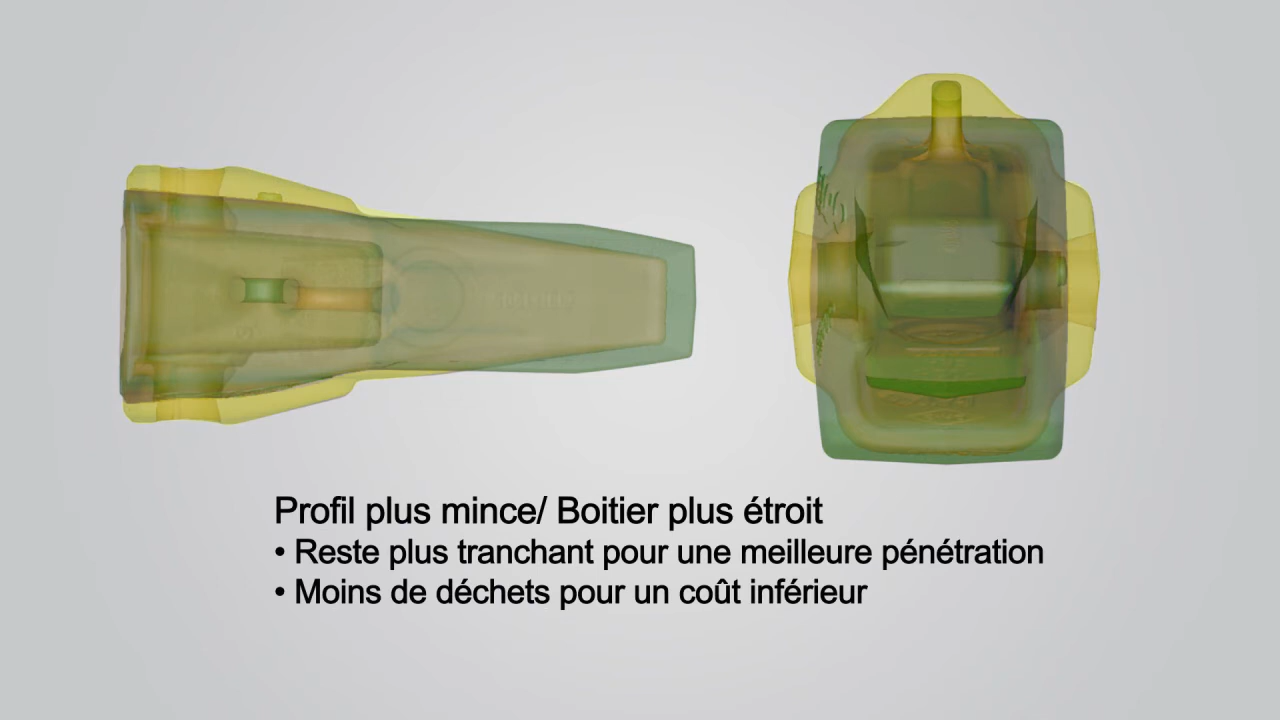 Profil plus mince/ Boitier plus étroit
• Reste plus tranchant pour une meilleure pénétration
• Moins de déchets pour un coût inférieur